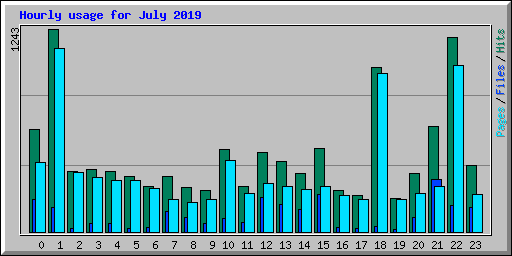 Hourly usage for July 2019
1243
Pages/Files/Hits
0 1 2 3 4 5 6 7 8 9 10 11 12 13 14 15 16 17 18 19 20 21 22 23